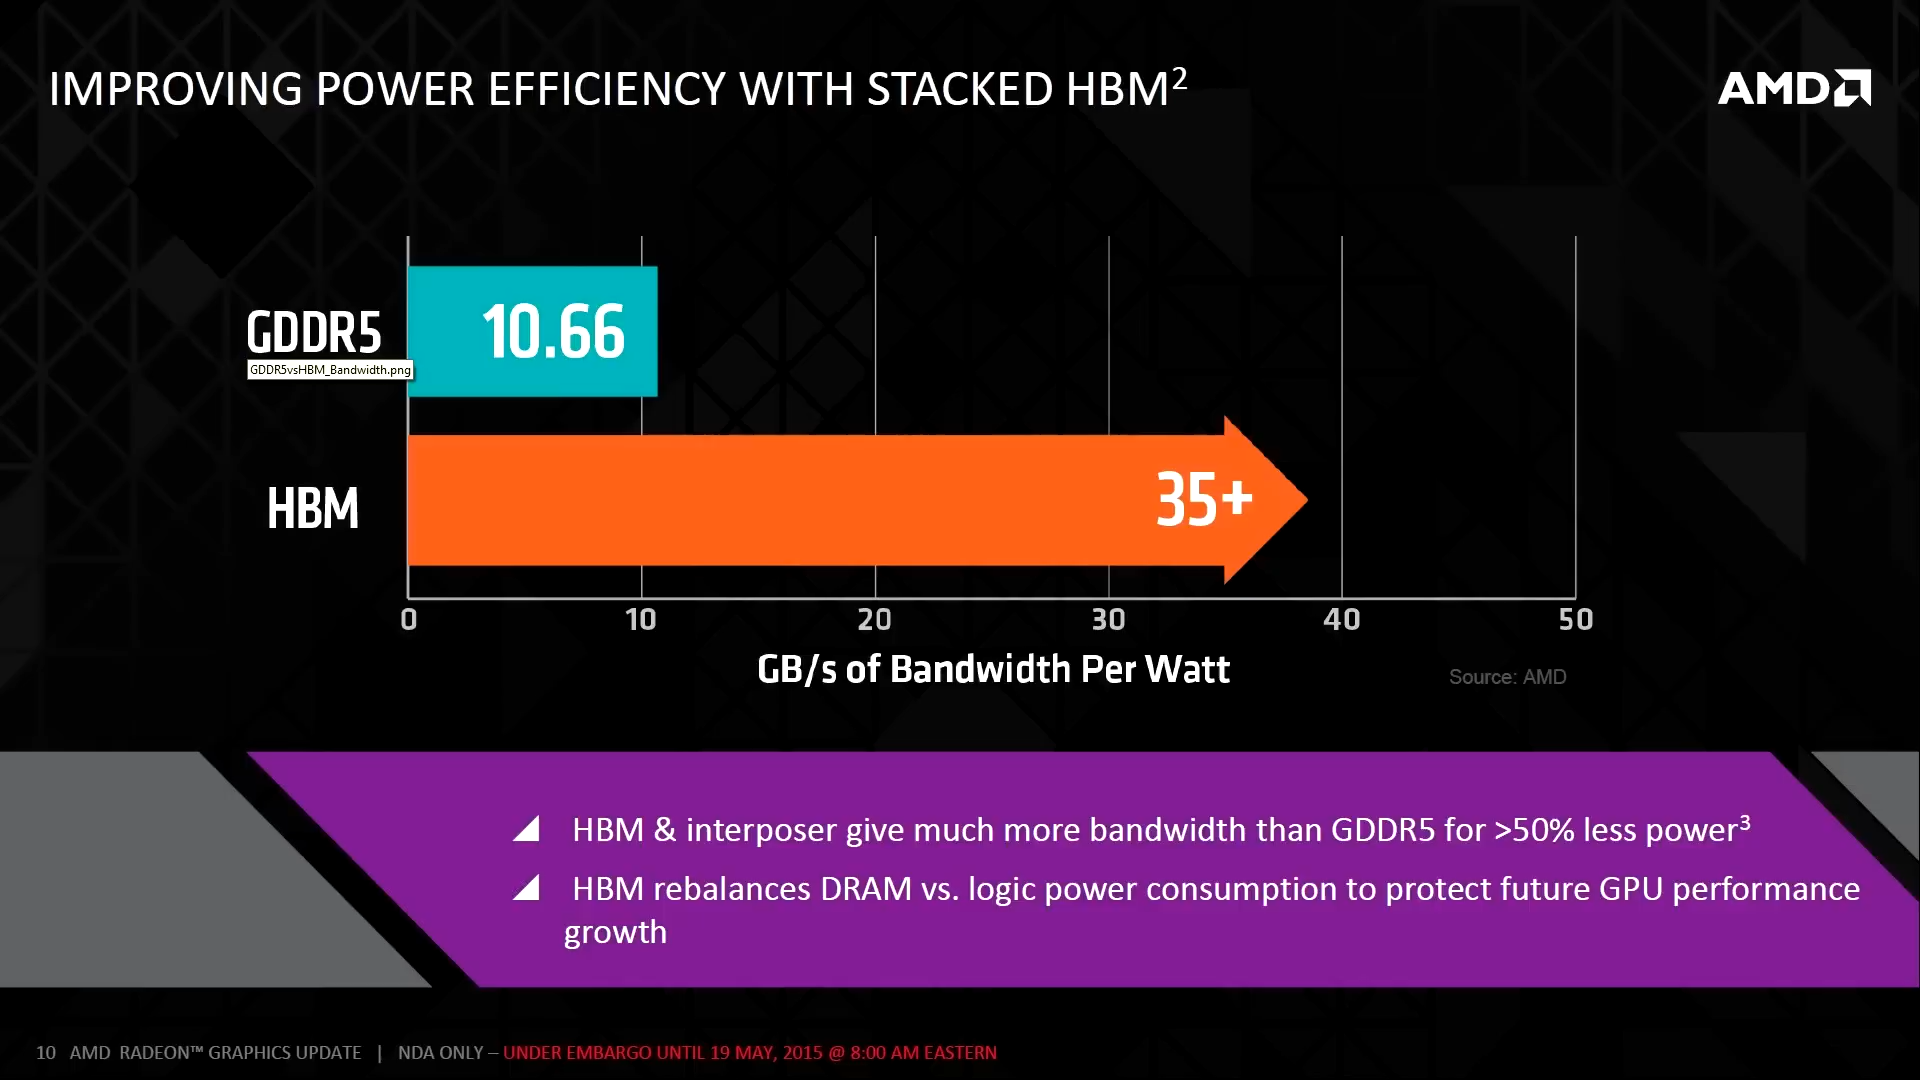 IMPROVING POWER EFFICIENCY WITH STACKED HBM²
AMD
GDDR5
10.66
GDDR5vsHBM_Bandwidth.png
HBM
35+
0 10 20 30 40 50
GB/s of Bandwidth Per Watt
Source: AMD
HBM & interposer give much more bandwidth than GDDR5 for >50% less power³
HBM rebalances DRAM vs. logic power consumption to protect future GPU performance
growth
10 AMD RADEON™ GRAPHICS UPDATE | NDA ONLY – UNDER EMBARGO UNTIL 19 MAY, 2015 @ 8:00 AM EASTERN